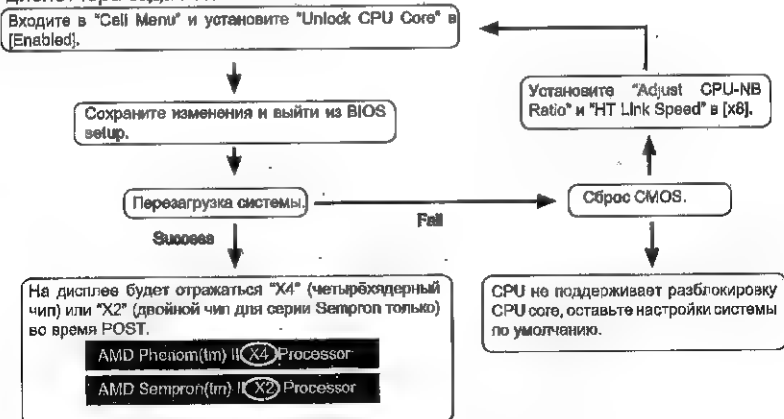 Входите в "Cell Menu" и установите "Unlock CPU Core" в
[Enabled].
Установите "Adjust CPU-NB
Ratio" и "HT Link Speed" в [x8].
Сохраните изменения и выйти из BIOS
setup.
Перезагрузка системы.
Fail
Сброс CMOS.
Success
На дисплее будет отражаться "X4" (четырёхядерный
чип) или "X2" (двойной чип для серии Sempron только)
во время POST.
AMD Phenom(tm) II X4 Processor
AMD Sempron(tm) II X2 Processor
CPU не поддерживает разблокировку
CPU core, оставьте настройки системы
по умолчанию.